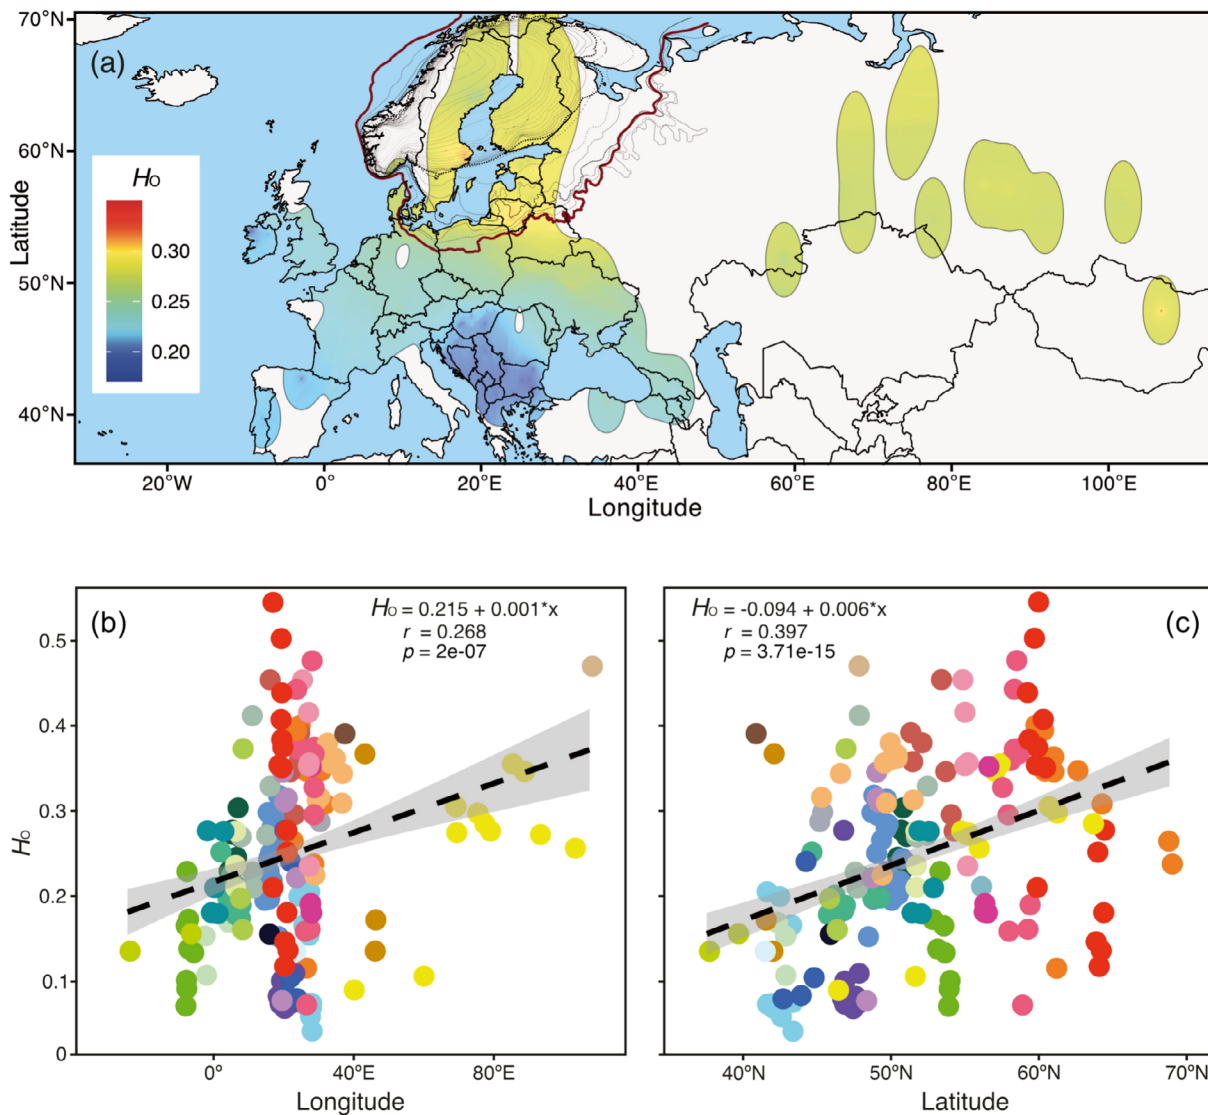 70°N
(a)
60°N
HO
Latitude
0.30
50°N
0.25
0.20
40°N
20°W
0
20°E
40°E
60°E
80°E
100°E
Longitude
(b)
HO = 0.215 + 0.001*x
r = 0.268
p = 2e-07
HO = -0.094 + 0.006*x
(c)
r = 0.397
p = 3.71e-15
0.5
0.4
HO
0.3
0.2
0.1
0
0°
40°E
80°E
Longitude
40°N
50°N
60°N
70°N
Latitude